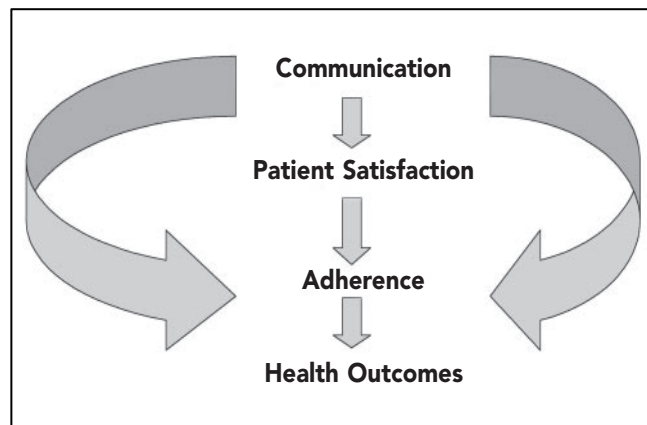 Communication
Patient Satisfaction
Adherence
Health Outcomes